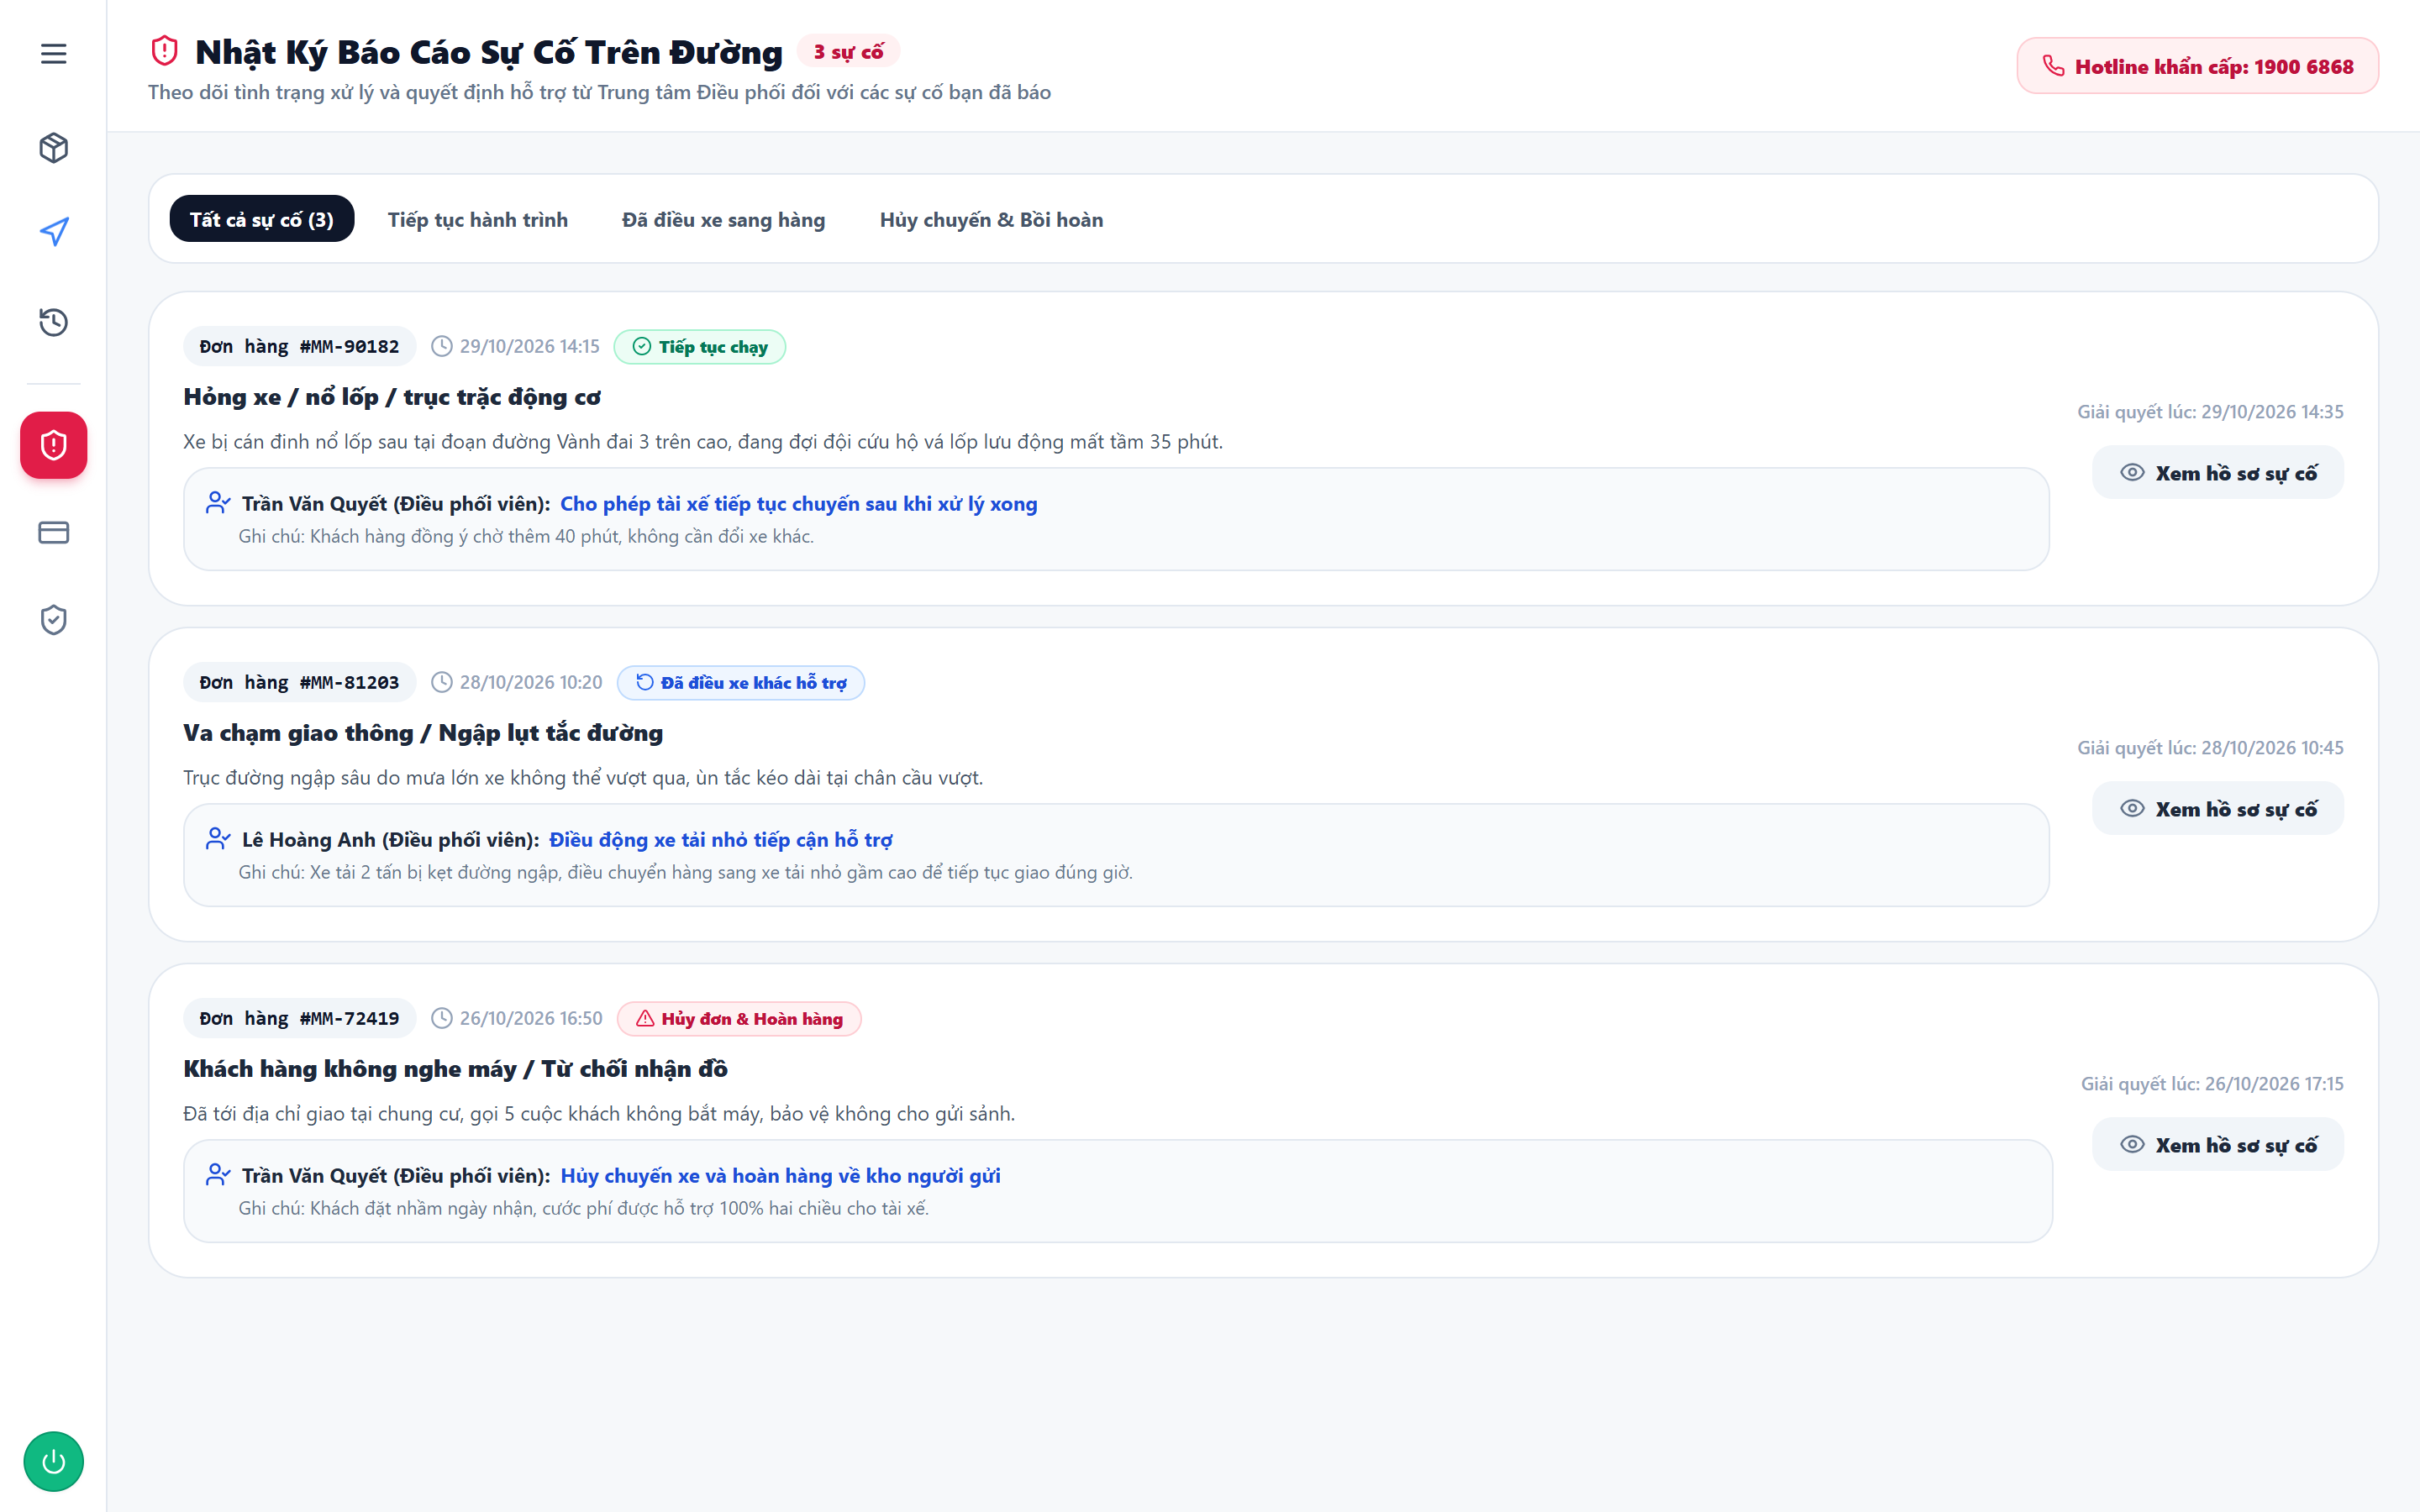 Nhật Ký Báo Cáo Sự Cố Trên Đường
3 sự cố
Theo dõi tình trạng xử lý và quyết định hỗ trợ từ Trung tâm Điều phối đối với các sự cố bạn đã báo
Hotline khẩn cấp: 1900 6868
Tất cả sự cố (3)
Tiếp tục hành trình
Đã điều xe sang hàng
Hủy chuyến & Bồi hoàn
Đơn hàng #MM-90182
29/10/2026 14:15
Tiếp tục chạy
Hỏng xe / nổ lốp / trục trặc động cơ
Xe bị cán đinh nổ lốp sau tại đoạn đường Vành đai 3 trên cao, đang đợi đội cứu hộ vá lốp lưu động mất tầm 35 phút.
Trần Văn Quyết (Điều phối viên): Cho phép tài xế tiếp tục chuyến sau khi xử lý xong
Ghi chú: Khách hàng đồng ý chờ thêm 40 phút, không cần đổi xe khác.
Giải quyết lúc: 29/10/2026 14:35
Xem hồ sơ sự cố
Đơn hàng #MM-81203
28/10/2026 10:20
Đã điều xe khác hỗ trợ
Va chạm giao thông / Ngập lụt tắc đường
Trục đường ngập sâu do mưa lớn xe không thể vượt qua, ùn tắc kéo dài tại chân cầu vượt.
Lê Hoàng Anh (Điều phối viên): Điều động xe tải nhỏ tiếp cận hỗ trợ
Ghi chú: Xe tải 2 tấn bị kẹt đường ngập, điều chuyển hàng sang xe tải nhỏ gầm cao để tiếp tục giao đúng giờ.
Giải quyết lúc: 28/10/2026 10:45
Xem hồ sơ sự cố
Đơn hàng #MM-72419
26/10/2026 16:50
Hủy đơn & Hoàn hàng
Khách hàng không nghe máy / Từ chối nhận đồ
Đã tới địa chỉ giao tại chung cư, gọi 5 cuộc khách không bắt máy, bảo vệ không cho gửi sảnh.
Trần Văn Quyết (Điều phối viên): Hủy chuyến xe và hoàn hàng về kho người gửi
Ghi chú: Khách đặt nhầm ngày nhận, cước phí được hỗ trợ 100% hai chiều cho tài xế.
Giải quyết lúc: 26/10/2026 17:15
Xem hồ sơ sự cố